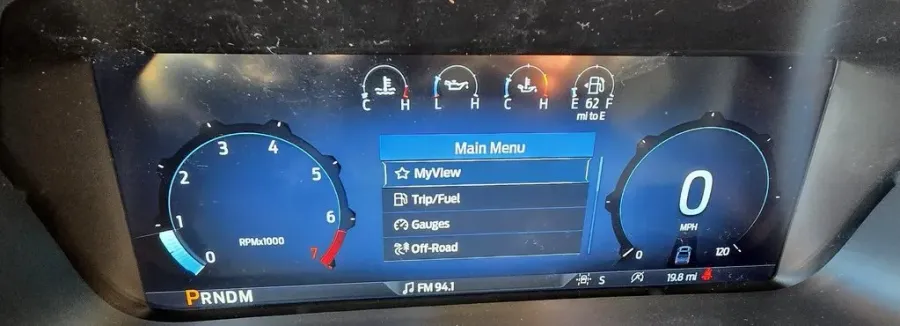 C H
L H
C H
E 62 F
mi to E
Main Menu
MyView
Trip/Fuel
Gauges
Off-Road
0
1
2
3
4
5
6
7
RPMx1000
0
MPH
0
120
PRNDM
FM 94.1
S
19.8 mi